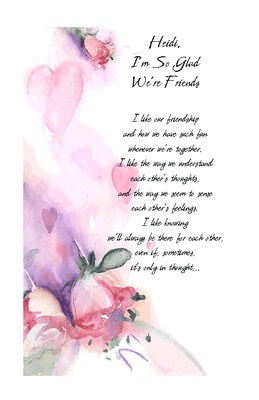 Heidi,
I'm So Glad
We're Friends
I like our friendship
and how we have such fun
whenever we're together.
I like the way we understand
each other's thoughts,
and the way we seem to sense
each other's feelings.
I like knowing
we'll always be there for each other,
even if, sometimes,
it's only in thought...